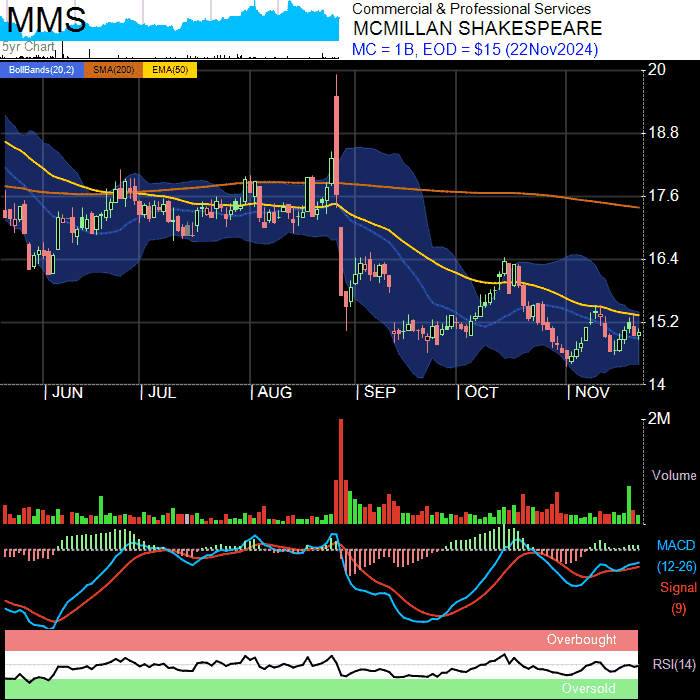 MMS
5yr Chart
Commercial & Professional Services
MCMILLAN SHAKESPEARE
MC = 1B, EOD = $15 (22Nov2024)
BollBands(20,2) SMA(200) EMA(50)
20
18.8
17.6
16.4
15.2
14
JUN JUL AUG SEP OCT NOV
2M
Volume
MACD
(12-26)
Signal
(9)
Overbought
RSI(14)
Oversold